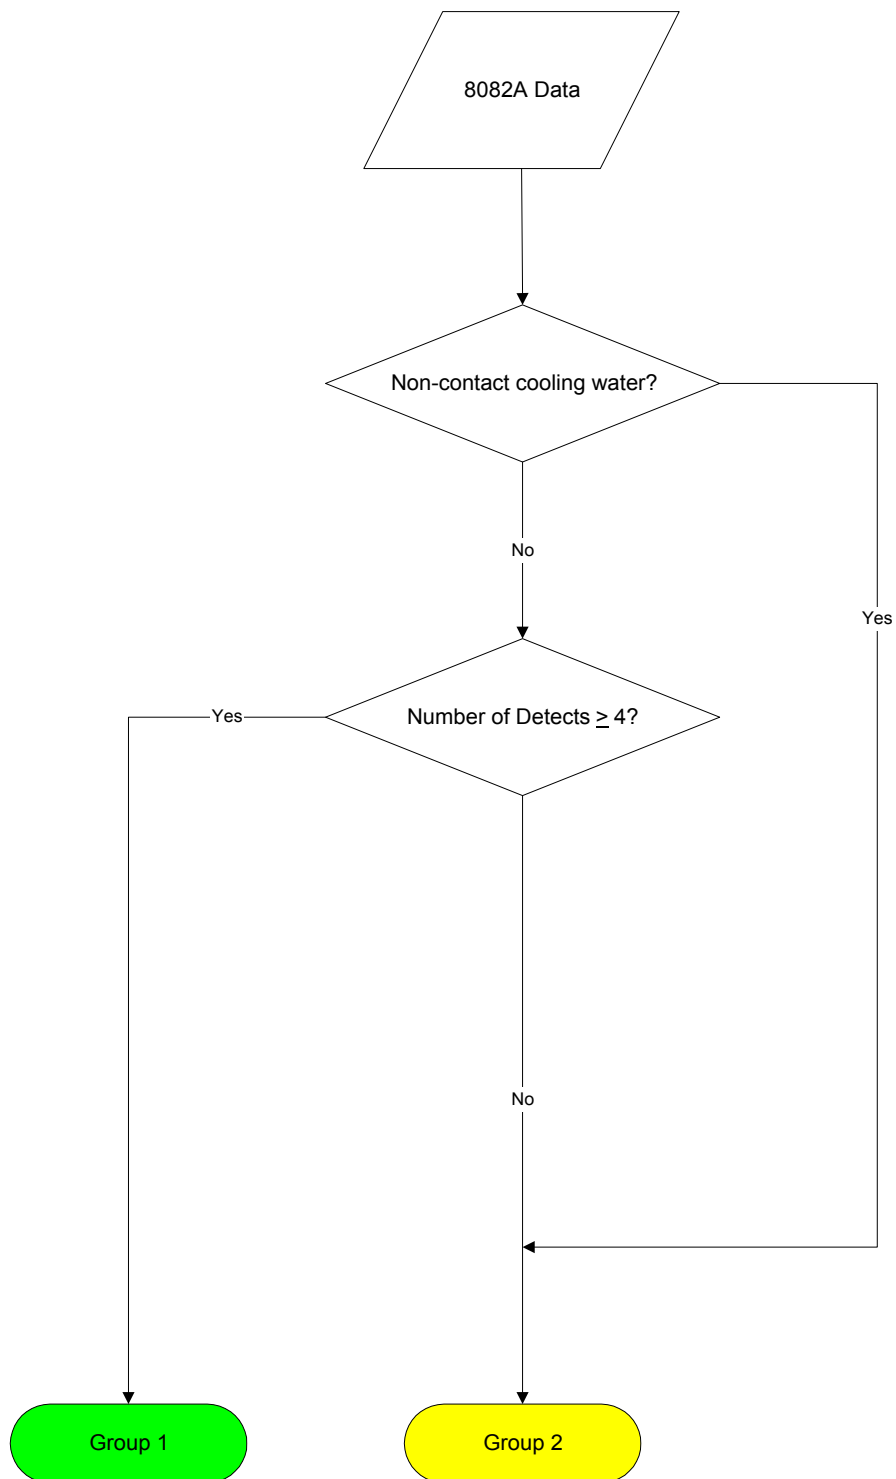 8082A Data
Non-contact cooling water?
No
Yes
Yes
Number of Detects ≥ 4?
No
Group 1
Group 2